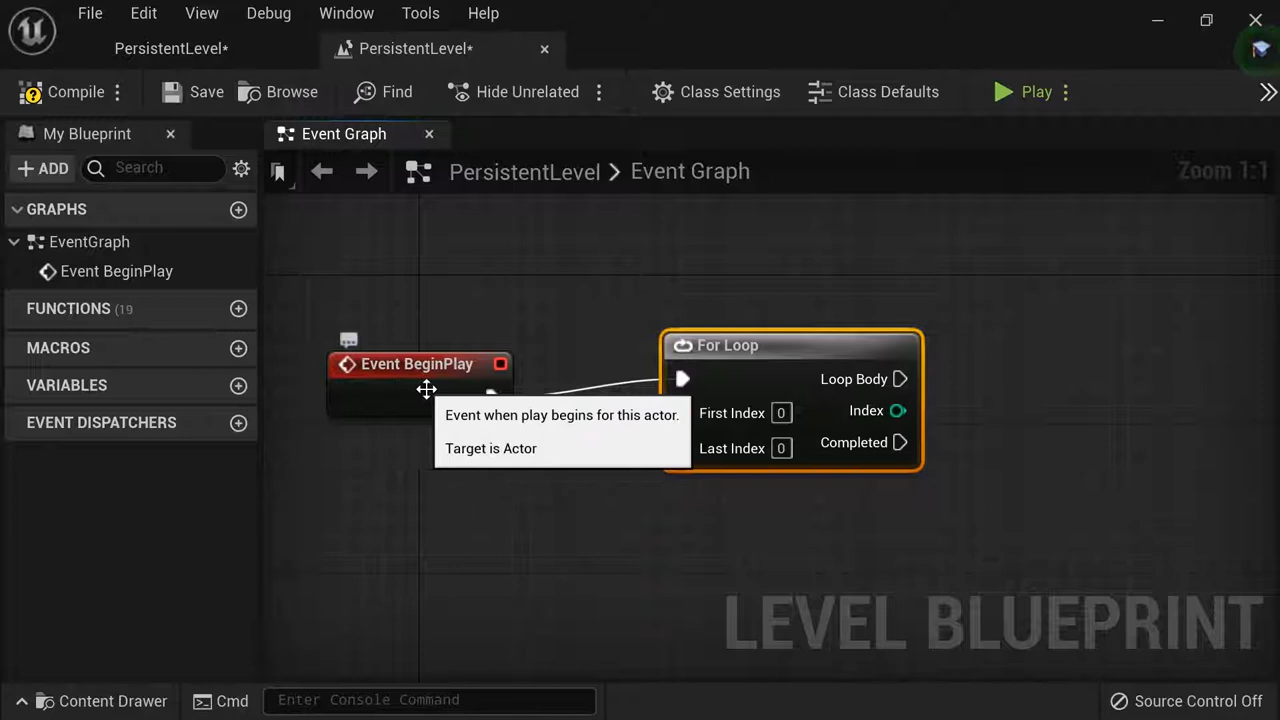 File Edit View Debug Window Tools Help
PersistentLevel* PersistentLevel*
Compile Save Browse Find Hide Unrelated Class Settings Class Defaults Play
My Blueprint Event Graph
ADD Search PersistentLevel > Event Graph Zoom 1:1
GRAPHS
EventGraph
Event BeginPlay
FUNCTIONS (19
MACROS
VARIABLES
EVENT DISPATCHERS
Event BeginPlay
Event when play begins for this actor.
Target is Actor
For Loop
Loop Body
First Index 0 Index
Last Index 0 Completed
LEVEL BLUEPRINT
Content Drawer Cmd Enter Console Command Source Control Off